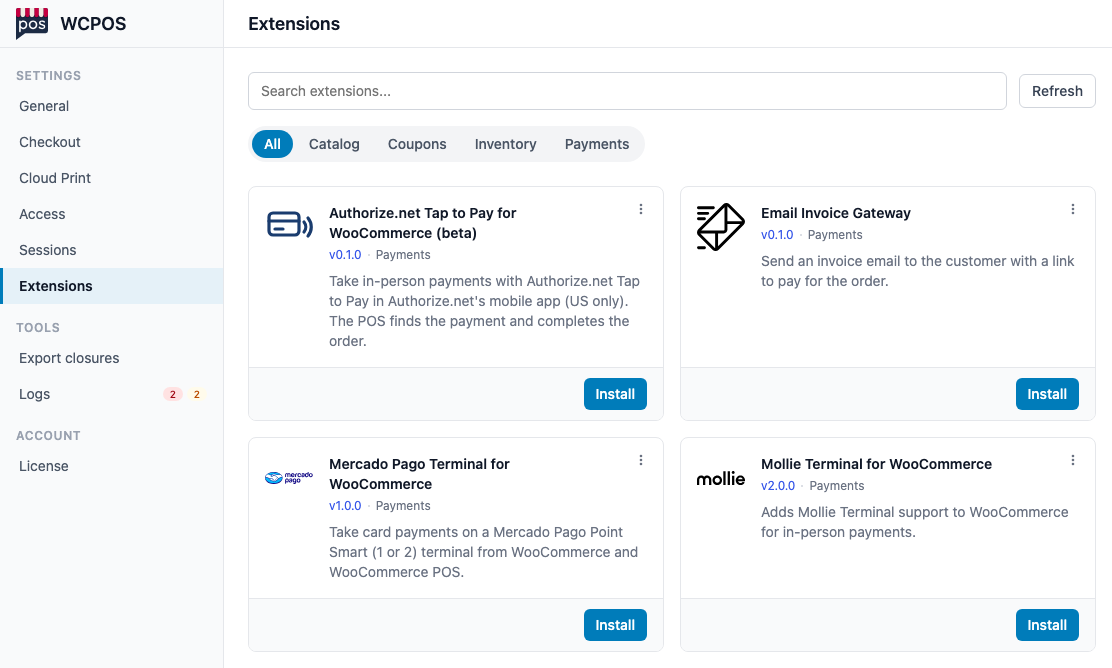 pos WCPOS
Extensions
SETTINGS
General
Checkout
Cloud Print
Access
Sessions
Extensions
TOOLS
Export closures
Logs 2 2
ACCOUNT
License
Search extensions...
Refresh
All Catalog Coupons Inventory Payments
Authorize.net Tap to Pay for
WooCommerce (beta)
v0.1.0 · Payments
Take in-person payments with Authorize.net Tap
to Pay in Authorize.net's mobile app (US only).
The POS finds the payment and completes the
order.
Install
Email Invoice Gateway
v0.1.0 · Payments
Send an invoice email to the customer with a link
to pay for the order.
Install
mercado
pago
Mercado Pago Terminal for
WooCommerce
v1.0.0 · Payments
Take card payments on a Mercado Pago Point
Smart (1 or 2) terminal from WooCommerce and
WooCommerce POS.
Install
mollie
Mollie Terminal for WooCommerce
v2.0.0 · Payments
Adds Mollie Terminal support to WooCommerce
for in-person payments.
Install